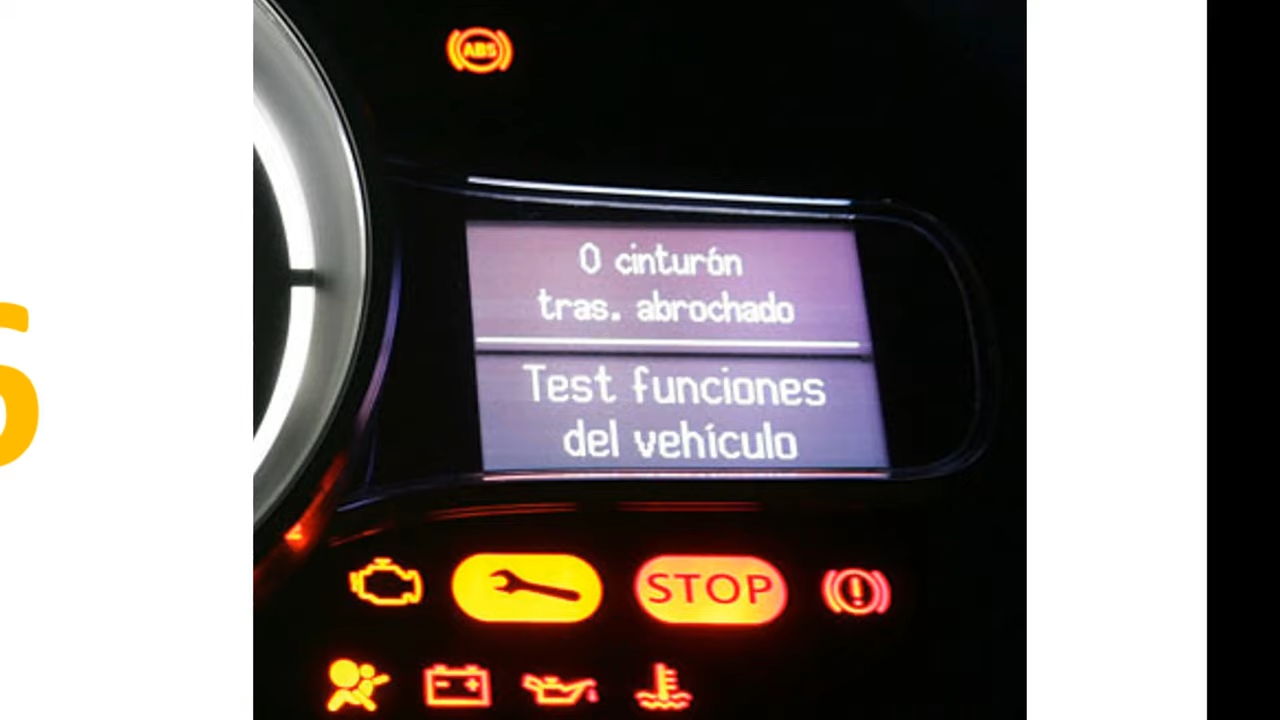 ABS
0 cinturón
tras. abrochado
Test funciones
del vehículo
STOP